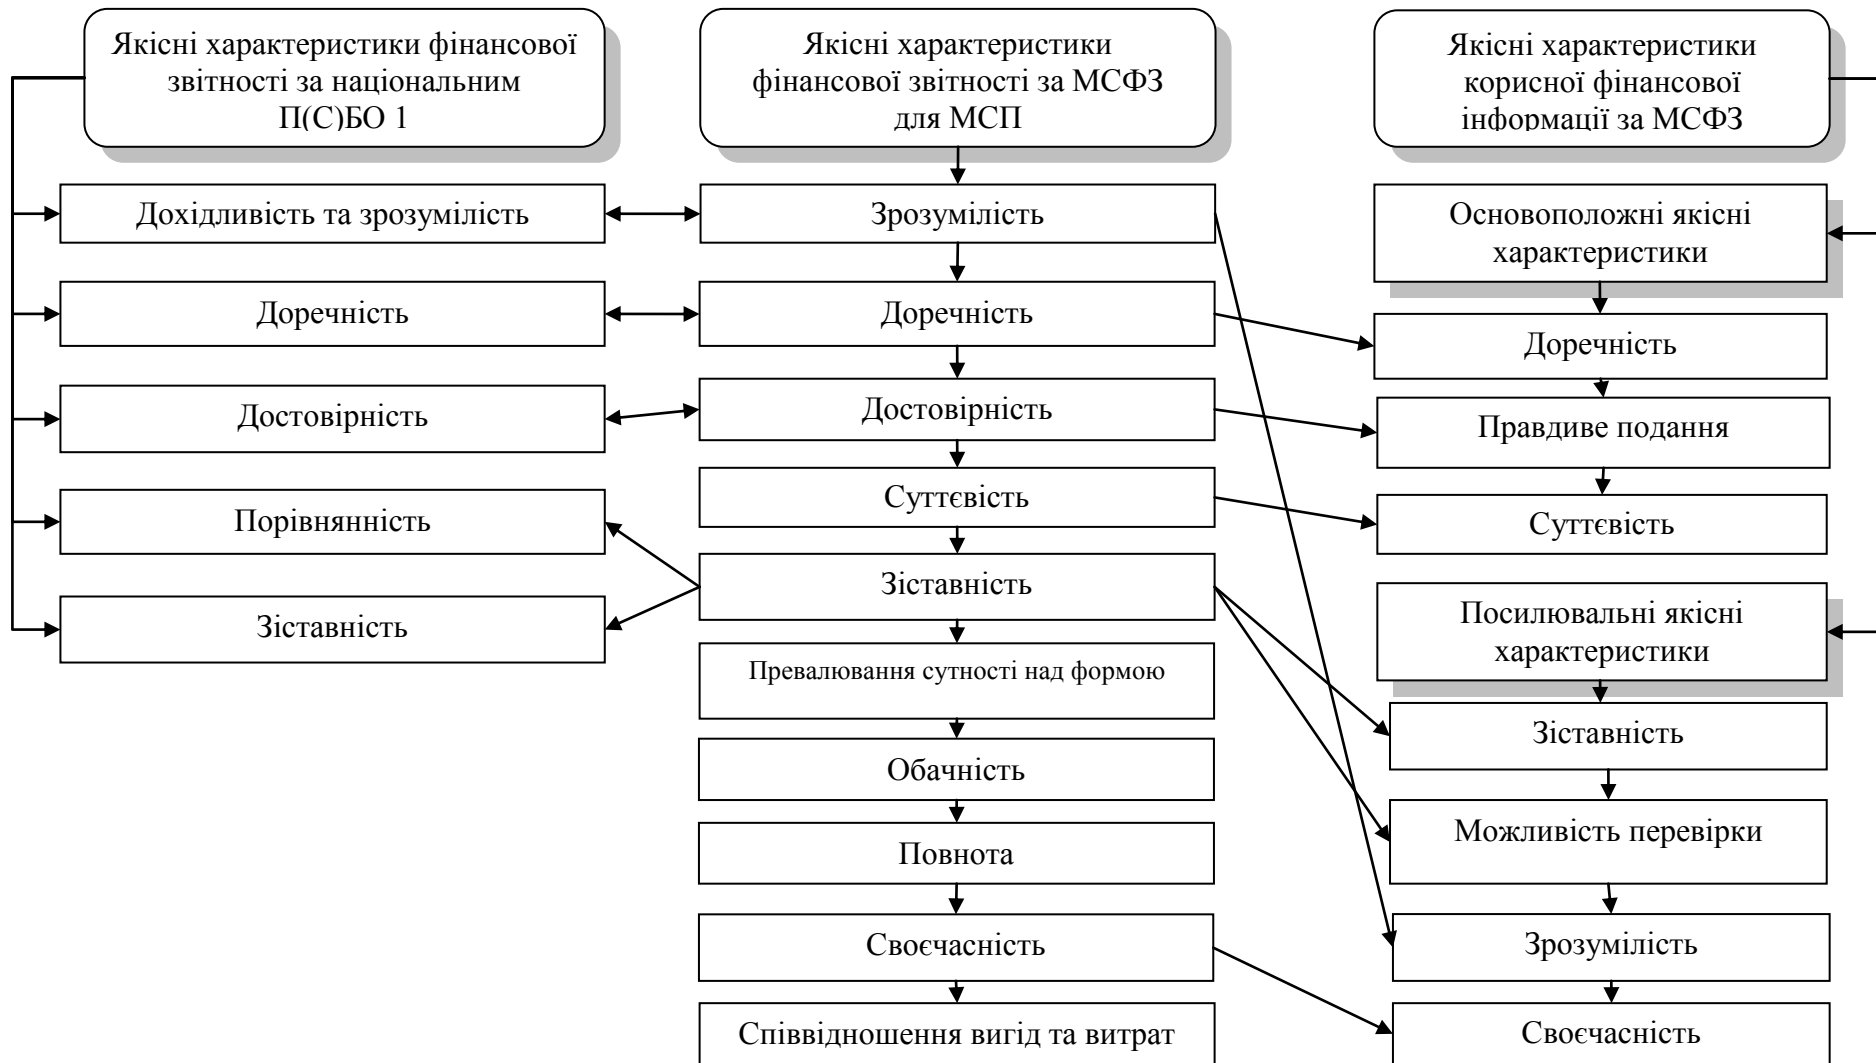 Якісні характеристики фінансової
звітності за національним
П(С)БО 1
Дохідливість та зрозумілість
Доречність
Достовірність
Порівнянність
Зіставність
Якісні характеристики
фінансової звітності за МСФЗ
для МСП
Зрозумілість
Доречність
Достовірність
Суттєвість
Зіставність
Превалювання сутності над формою
Обачність
Повнота
Своєчасність
Співвідношення вигід та витрат
Якісні характеристики
корисної фінансової
інформації за МСФЗ
Основоположні якісні
характеристики
Доречність
Правдиве подання
Суттєвість
Посилювальні якісні
характеристики
Зіставність
Можливість перевірки
Зрозумілість
Своєчасність